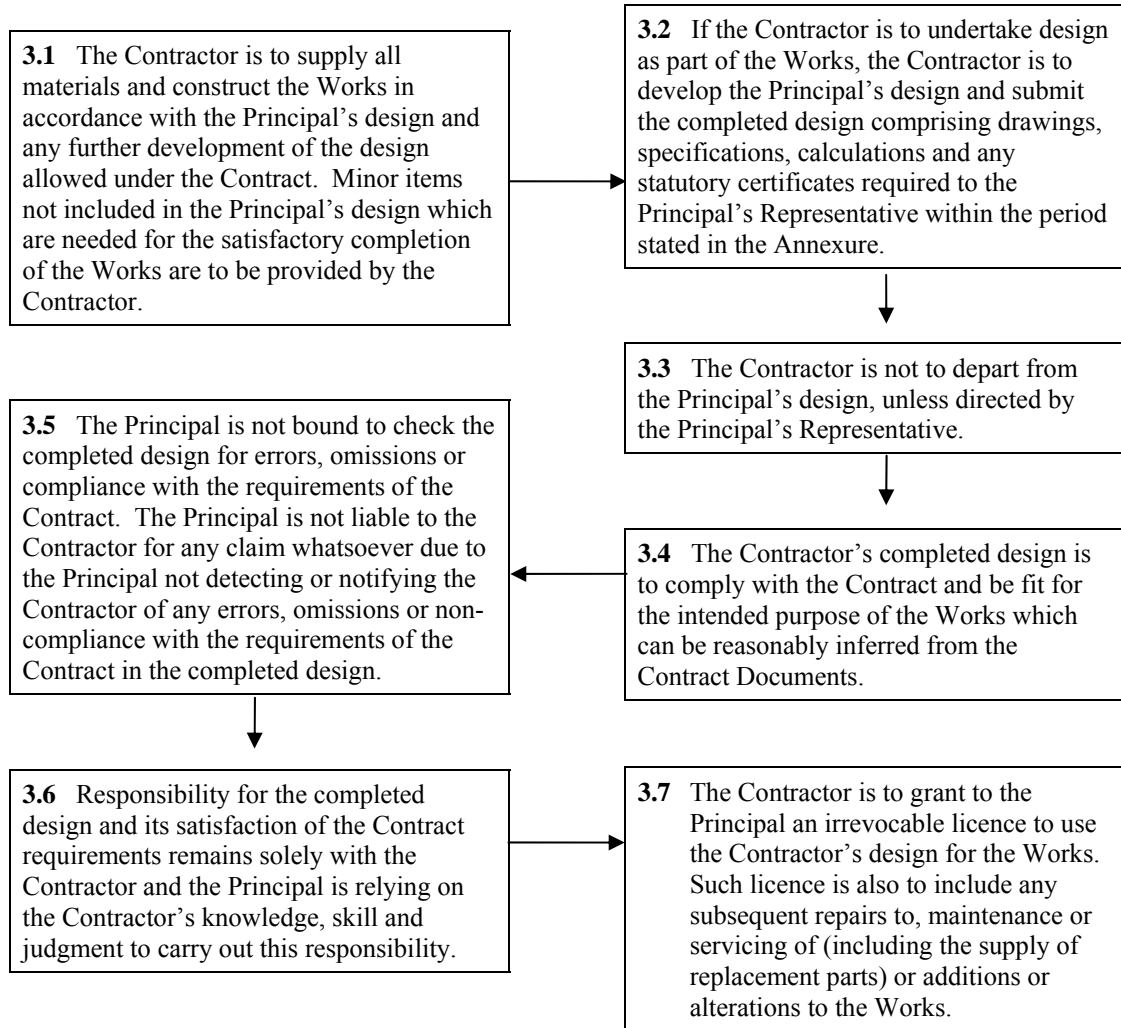 3.1 The Contractor is to supply all
materials and construct the Works in
accordance with the Principal’s design and
any further development of the design
allowed under the Contract. Minor items
not included in the Principal’s design which
are needed for the satisfactory completion
of the Works are to be provided by the
Contractor.
3.2 If the Contractor is to undertake design
as part of the Works, the Contractor is to
develop the Principal’s design and submit
the completed design comprising drawings,
specifications, calculations and any
statutory certificates required to the
Principal’s Representative within the period
stated in the Annexure.
3.3 The Contractor is not to depart from
the Principal’s design, unless directed by
the Principal’s Representative.
3.4 The Contractor’s completed design is
to comply with the Contract and be fit for
the intended purpose of the Works which
can be reasonably inferred from the
Contract Documents.
3.5 The Principal is not bound to check the
completed design for errors, omissions or
compliance with the requirements of the
Contract. The Principal is not liable to the
Contractor for any claim whatsoever due to
the Principal not detecting or notifying the
Contractor of any errors, omissions or non-
compliance with the requirements of the
Contract in the completed design.
3.6 Responsibility for the completed
design and its satisfaction of the Contract
requirements remains solely with the
Contractor and the Principal is relying on
the Contractor’s knowledge, skill and
judgment to carry out this responsibility.
3.7 The Contractor is to grant to the
Principal an irrevocable licence to use
the Contractor’s design for the Works.
Such licence is also to include any
subsequent repairs to, maintenance or
servicing of (including the supply of
replacement parts) or additions or
alterations to the Works.